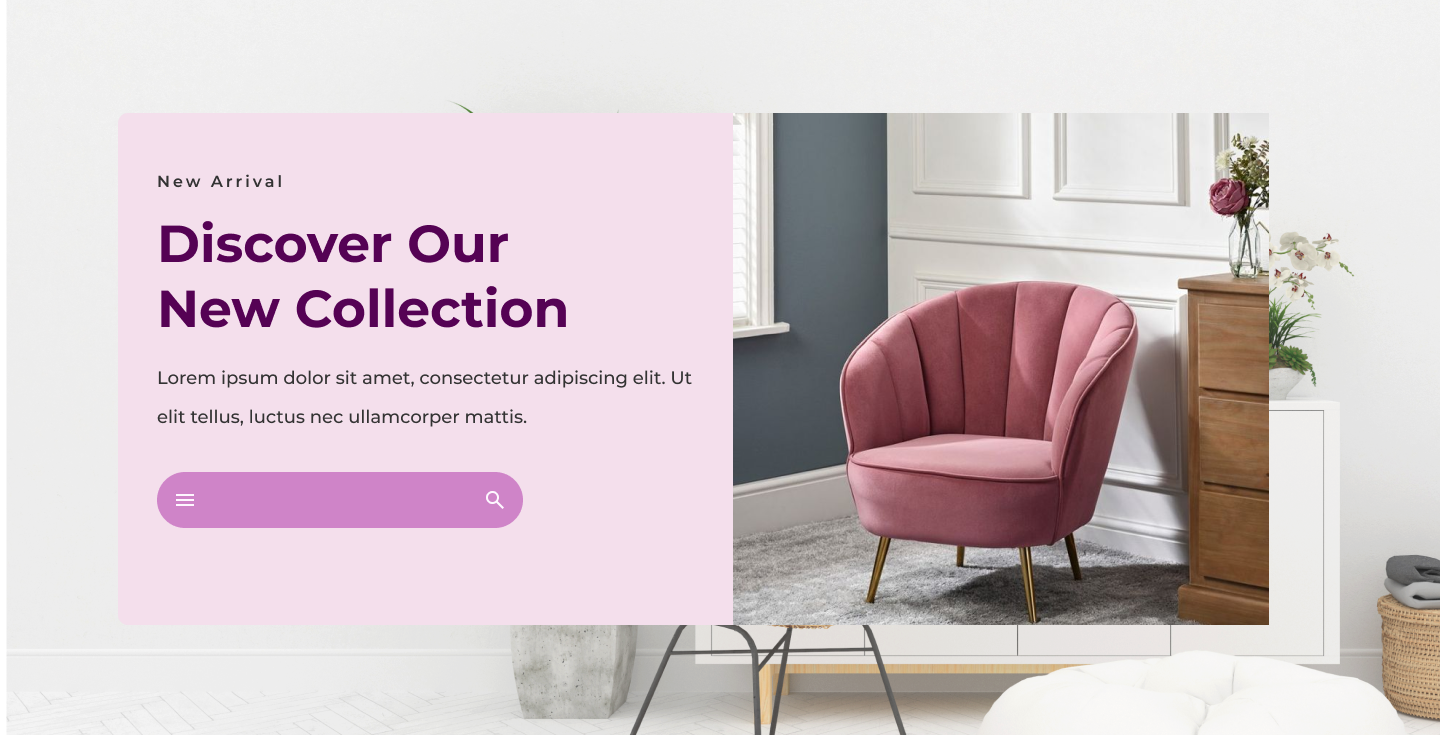 New Arrival
Discover Our
New Collection
Lorem ipsum dolor sit amet, consectetur adipiscing elit. Ut
elit tellus, luctus nec ullamcorper mattis.